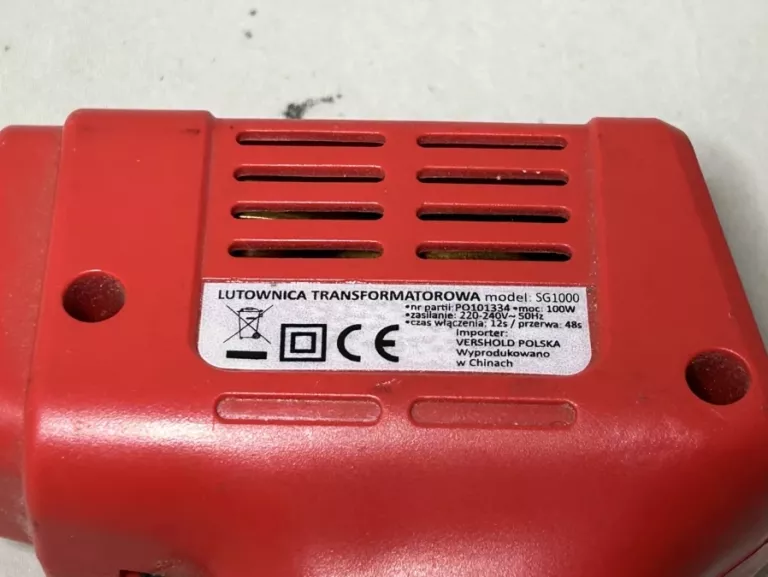 LUTOWNICA TRANSFORMATOROWA model: SG1000
•nr partii: PO101334 •moc: 100W
•zasilanie: 220-240V~ 50Hz
•czas włączenia: 12s / przerwa: 48s
Importer:
VERSHOLD POLSKA
Wyprodukowano
w Chinach
CE